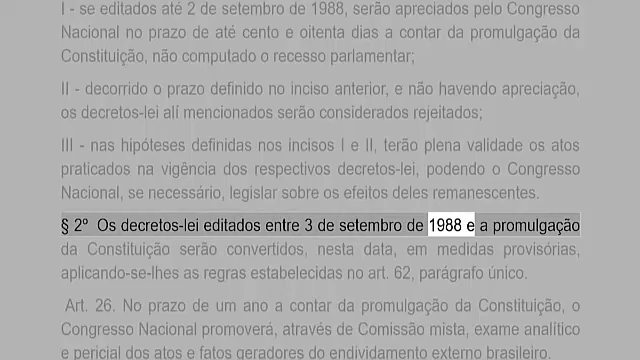 I - se editados até 2 de setembro de 1988, serão apreciados pelo Congresso
Nacional no prazo de até cento e oitenta dias a contar da promulgação da
Constituição, não computado o recesso parlamentar;
II - decorrido o prazo definido no inciso anterior, e não havendo apreciação,
os decretos-lei alí mencionados serão considerados rejeitados;
III - nas hipóteses definidas nos incisos I e II, terão plena validade os atos
praticados na vigência dos respectivos decretos-lei, podendo o Congresso
Nacional, se necessário, legislar sobre os efeitos deles remanescentes.
§ 2º Os decretos-lei editados entre 3 de setembro de 1988 e a promulgação
da Constituição serão convertidos, nesta data, em medidas provisórias,
aplicando-se-lhes as regras estabelecidas no art. 62, parágrafo único.
Art. 26. No prazo de um ano a contar da promulgação da Constituição, o
Congresso Nacional promoverá, através de Comissão mista, exame analítico
e pericial dos atos e fatos geradores do endividamento externo brasileiro.